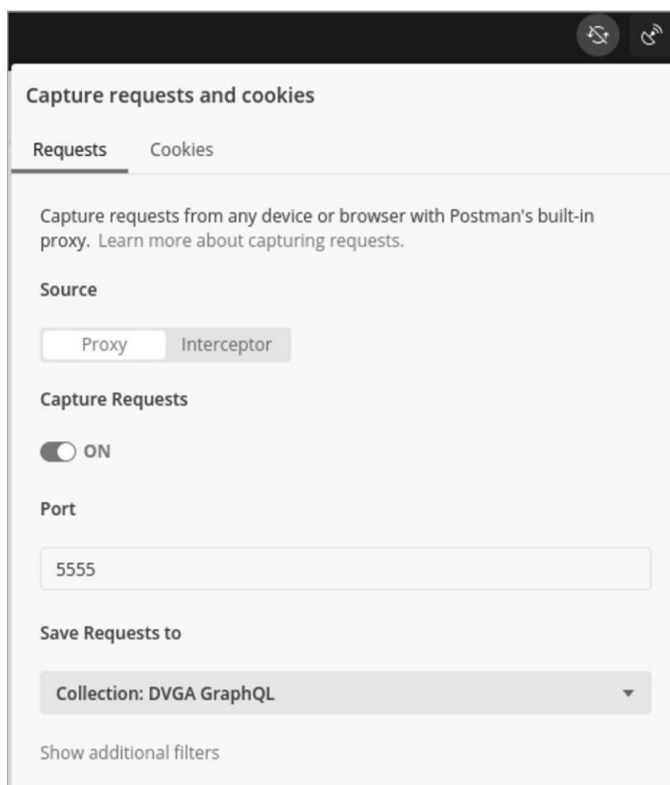 Capture requests and cookies
Requests Cookies
Capture requests from any device or browser with Postman's built-in
proxy. Learn more about capturing requests.
Source
Proxy Interceptor
Capture Requests
ON
Port
5555
Save Requests to
Collection: DVGA GraphQL
Show additional filters